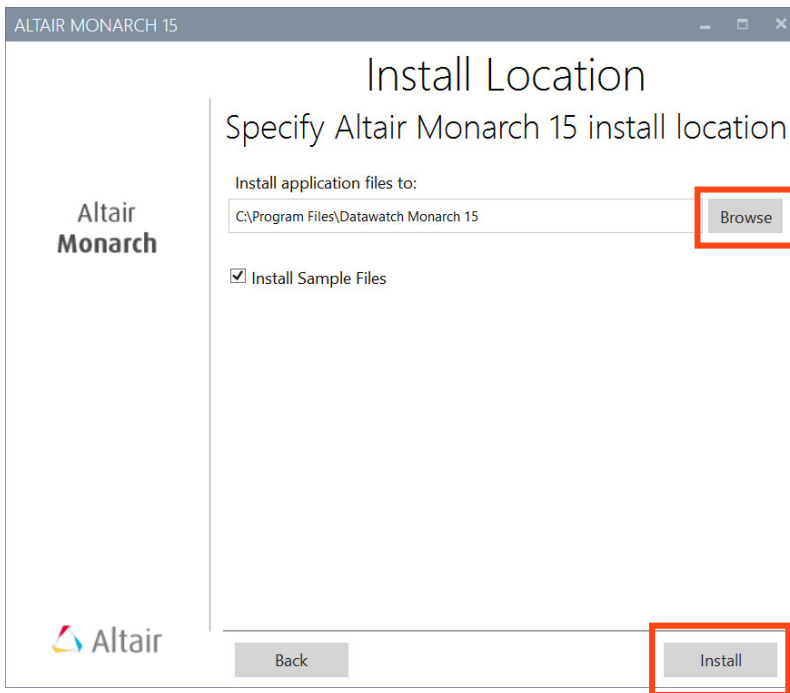 ALTAIR MONARCH 15
Install Location
Specify Altair Monarch 15 install location
Install application files to:
C:\Program Files\Datawatch Monarch 15
Browse
Altair
Monarch
Install Sample Files
Altair
Back
Install